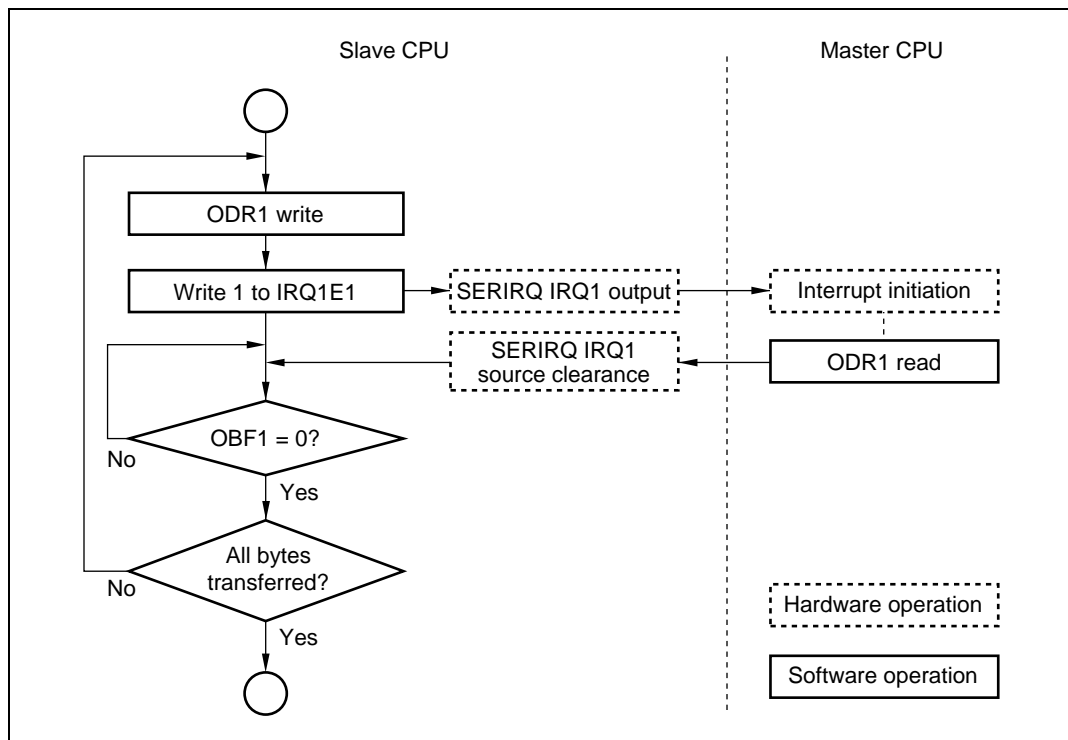 Slave CPU
Master CPU
ODR1 write
Write 1 to IRQ1E1
SERIRQ IRQ1 output
Interrupt initiation
SERIRQ IRQ1
source clearance
ODR1 read
OBF1 = 0?
No
Yes
All bytes
transferred?
No
Yes
Hardware operation
Software operation